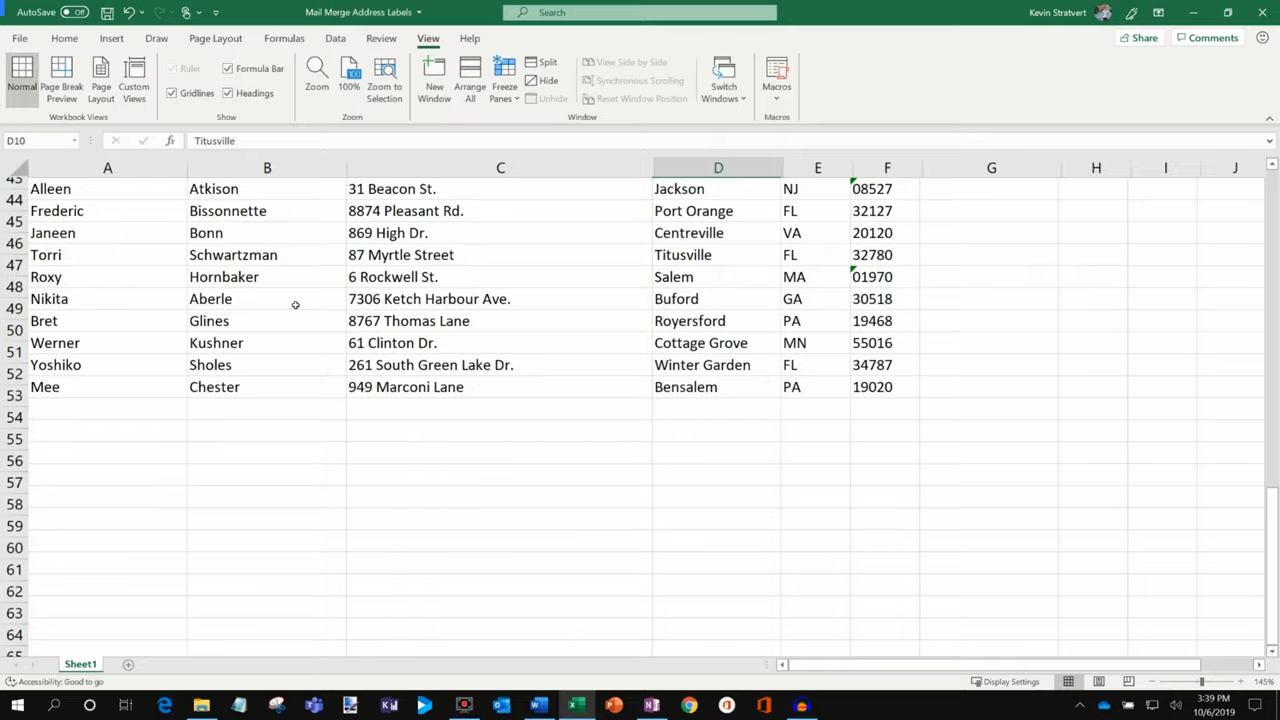 AutoSave Off Mail Merge Address Labels Search Kevin Stratvert
File Home Insert Draw Page Layout Formulas Data Review View Help Share Comments
Normal Page Break Preview Page Layout Custom Views Ruler Formula Bar Gridlines Headings Zoom 100% Zoom to Selection New Window Arrange All Freeze Panes Split Hide Unhide View Side by Side Synchronous Scrolling Reset Window Position Switch Windows Macros
Workbook Views Show Zoom Window Macros
D10 fx Titusville
A B C D E F G H I J
43
Alleen Atkison 31 Beacon St. Jackson NJ 08527
44
Frederic Bissonnette 8874 Pleasant Rd. Port Orange FL 32127
45
Janeen Bonn 869 High Dr. Centreville VA 20120
46
Torri Schwartzman 87 Myrtle Street Titusville FL 32780
47
Roxy Hornbaker 6 Rockwell St. Salem MA 01970
48
Nikita Aberle 7306 Ketch Harbour Ave. Buford GA 30518
49
Bret Glines 8767 Thomas Lane Royersford PA 19468
50
Werner Kushner 61 Clinton Dr. Cottage Grove MN 55016
51
Yoshiko Sholes 261 South Green Lake Dr. Winter Garden FL 34787
52
Mee Chester 949 Marconi Lane Bensalem PA 19020
53
54
55
56
57
58
59
60
61
62
63
64
65
Sheet1
Accessibility: Good to go Display Settings 145%
3:39 PM
10/6/2019